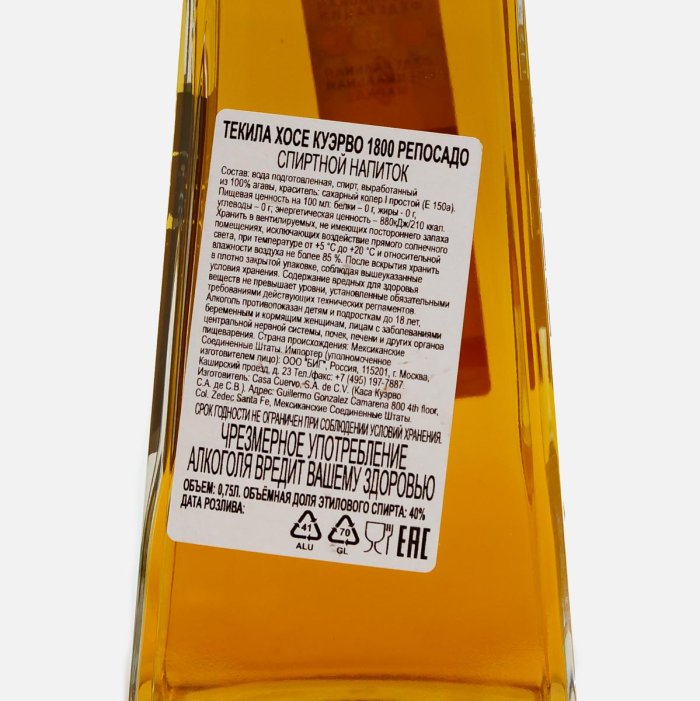 ТЕКИЛА ХОСЕ КУЭРВО 1800 РЕПОСАДО
СПИРТНОЙ НАПИТОК
Состав: вода подготовленная, спирт, выработанный
из 100% агавы, краситель: сахарный колер I простой (Е 150а).
Пищевая ценность на 100 мл: белки – 0 г, жиры - 0 г,
углеводы – 0 г, энергетическая ценность – 880кДж/210 ккал.
Хранить в вентилируемых, не имеющих постороннего запаха
помещениях, исключающих воздействие прямого солнечного
света, при температуре от +5 °С до +20 °С и относительной
влажности воздуха не более 85 %. После вскрытия хранить
в плотно закрытой упаковке, соблюдая вышеуказанные
условия хранения. Содержание вредных для здоровья
веществ не превышает уровни, установленные обязательными
требованиями действующих технических регламентов.
Алкоголь противопоказан детям и подросткам до 18 лет,
беременным и кормящим женщинам, лицам с заболеваниями
центральной нервной системы, почек, печени и других органов
пищеварения. Страна происхождения: Мексиканские
Соединенные Штаты. Импортер (уполномоченное
изготовителем лицо): ООО "БИГ", Россия, 115201, г. Москва,
Каширский проезд, д. 23 Тел./факс: +7 (495) 197-7887.
Изготовитель: Casa Cuervo, S.A. de C.V. (Каса Куэрво
С.А. де С.В.). Адрес: Guillermo Gonzalez Camarena 800 4th floor,
Col. Zedec Santa Fe, Мексиканские Соединенные Штаты.
СРОК ГОДНОСТИ НЕ ОГРАНИЧЕН ПРИ СОБЛЮДЕНИИ УСЛОВИЙ ХРАНЕНИЯ.
ЧРЕЗМЕРНОЕ УПОТРЕБЛЕНИЕ
АЛКОГОЛЯ ВРЕДИТ ВАШЕМУ ЗДОРОВЬЮ
ОБЪЕМ: 0,75Л. ОБЪЁМНАЯ ДОЛЯ ЭТИЛОВОГО СПИРТА: 40%
ДАТА РОЗЛИВА:
41 70 EAC
ALU GL